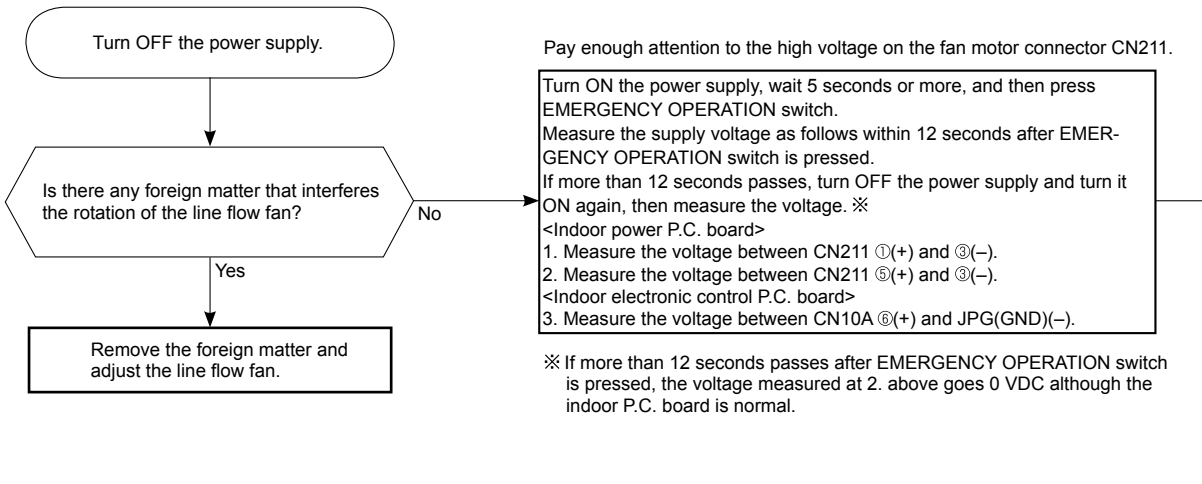 Turn OFF the power supply.
Is there any foreign matter that interferes
the rotation of the line flow fan?
No
Yes
Remove the foreign matter and
adjust the line flow fan.
Pay enough attention to the high voltage on the fan motor connector CN211.
Turn ON the power supply, wait 5 seconds or more, and then press
EMERGENCY OPERATION switch.
Measure the supply voltage as follows within 12 seconds after EMER-
GENCY OPERATION switch is pressed.
If more than 12 seconds passes, turn OFF the power supply and turn it
ON again, then measure the voltage. ※
<Indoor power P.C. board>
1. Measure the voltage between CN211 ①(+) and ③(–).
2. Measure the voltage between CN211 ⑤(+) and ③(–).
<Indoor electronic control P.C. board>
3. Measure the voltage between CN10A ⑥(+) and JPG(GND)(–).
※ If more than 12 seconds passes after EMERGENCY OPERATION switch
is pressed, the voltage measured at 2. above goes 0 VDC although the
indoor P.C. board is normal.